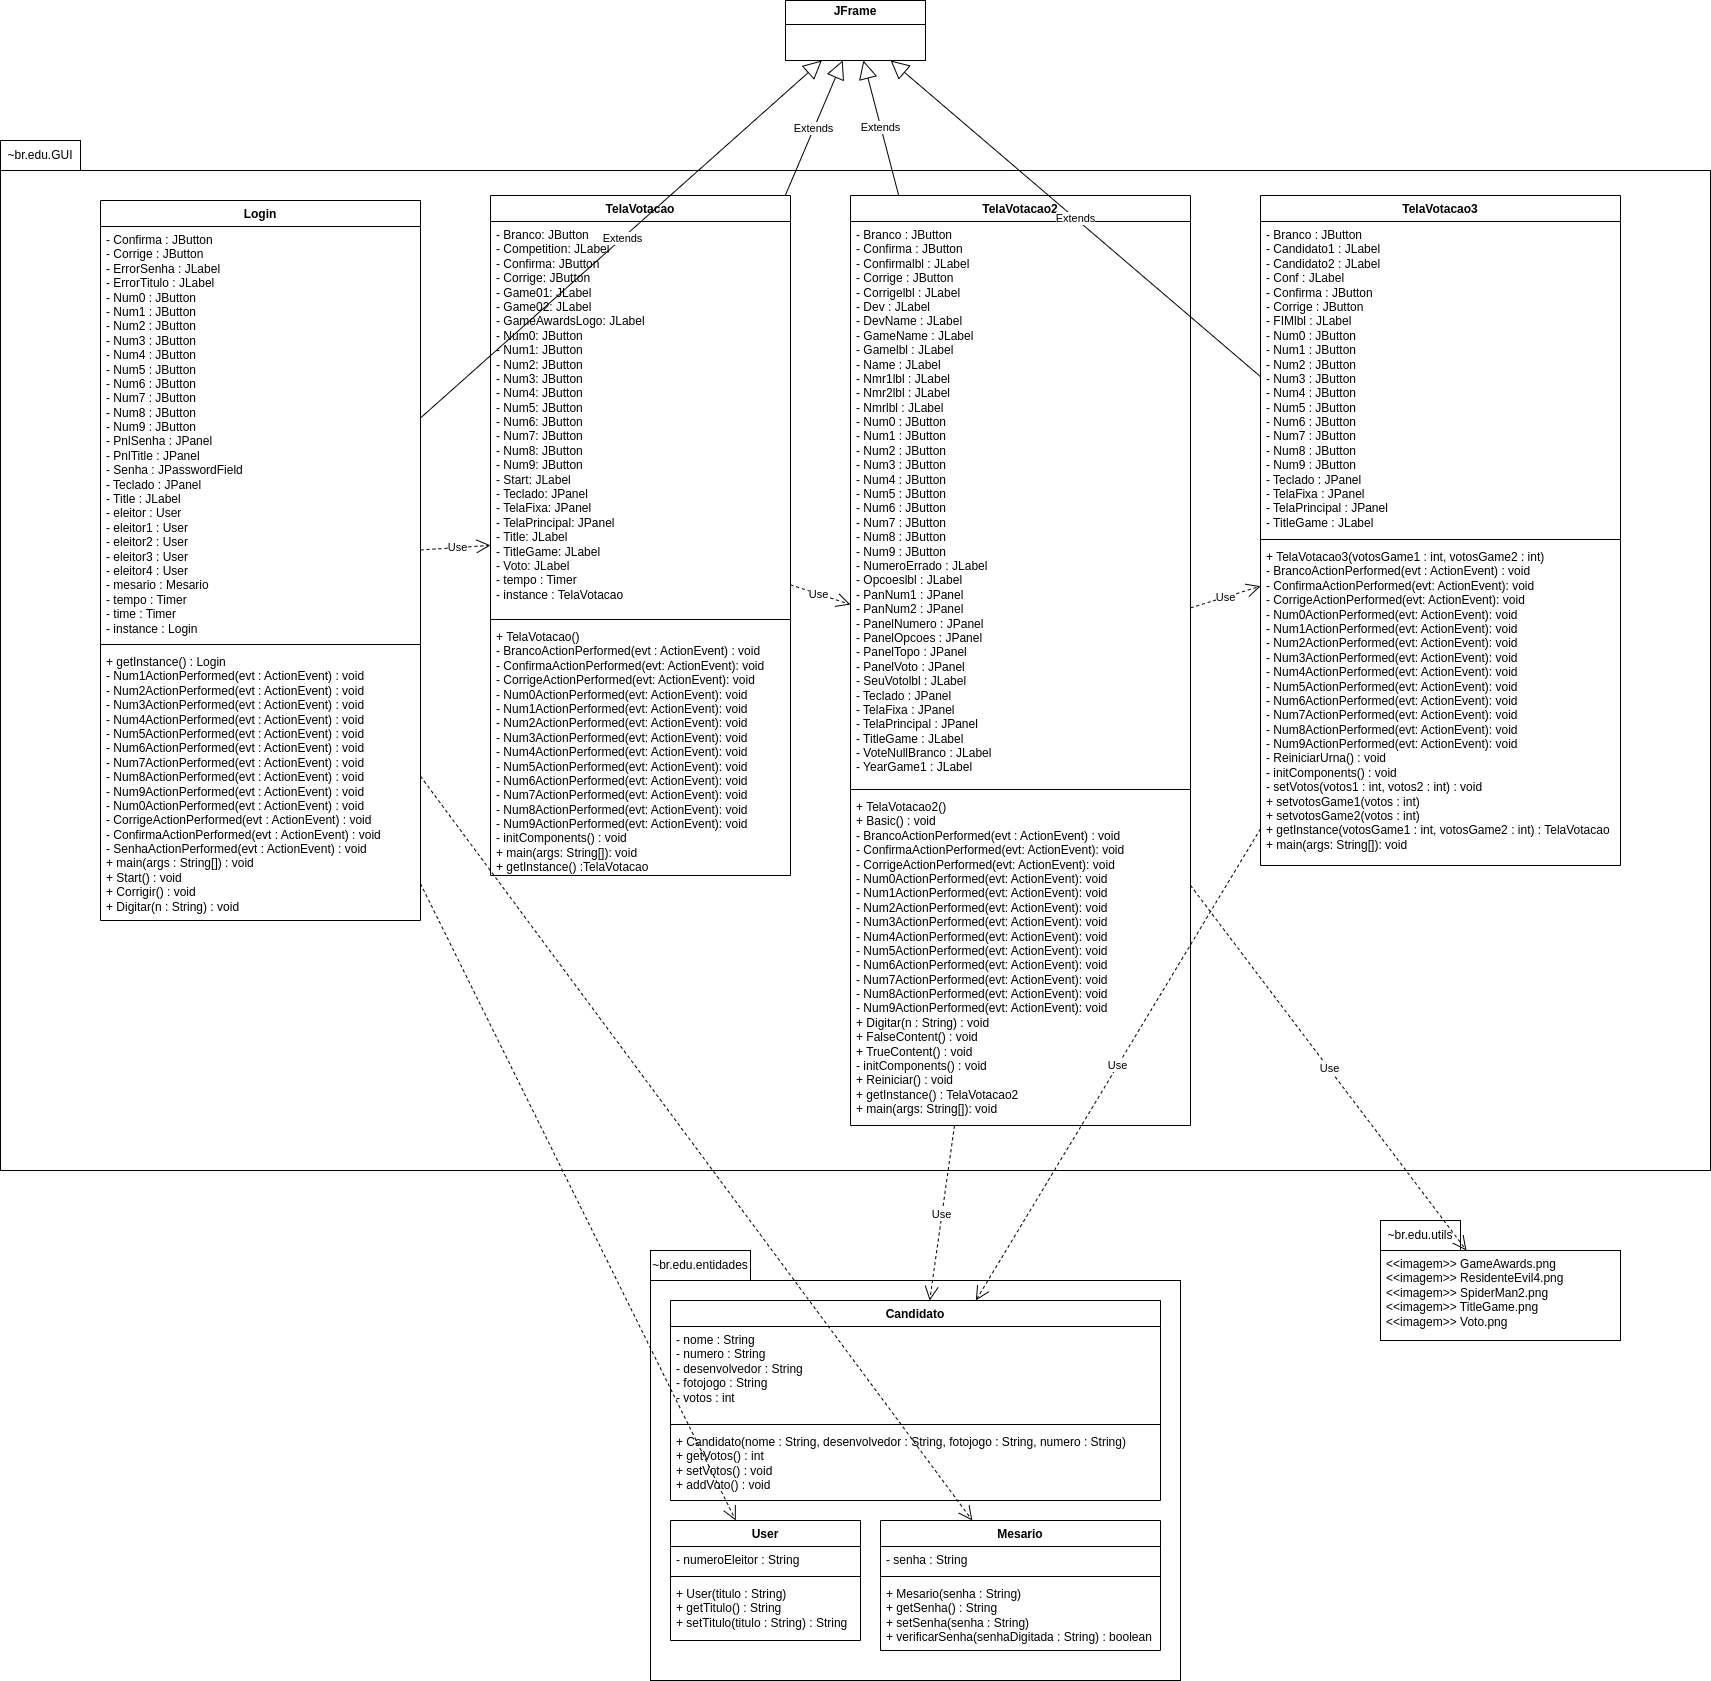 JFrame
Extends
Extends
Extends
Extends
~br.edu.GUI
Login
- Confirma : JButton
- Corrige : JButton
- ErrorSenha : JLabel
- ErrorTitulo : JLabel
- Num0 : JButton
- Num1 : JButton
- Num2 : JButton
- Num3 : JButton
- Num4 : JButton
- Num5 : JButton
- Num6 : JButton
- Num7 : JButton
- Num8 : JButton
- Num9 : JButton
- PnlSenha : JPanel
- PnlTitle : JPanel
- Senha : JPasswordField
- Teclado : JPanel
- Title : JLabel
- eleitor : User
- eleitor1 : User
- eleitor2 : User
- eleitor3 : User
- eleitor4 : User
- mesario : Mesario
- tempo : Timer
- time : Timer
- instance : Login
+ getInstance() : Login
- Num1ActionPerformed(evt : ActionEvent) : void
- Num2ActionPerformed(evt : ActionEvent) : void
- Num3ActionPerformed(evt : ActionEvent) : void
- Num4ActionPerformed(evt : ActionEvent) : void
- Num5ActionPerformed(evt : ActionEvent) : void
- Num6ActionPerformed(evt : ActionEvent) : void
- Num7ActionPerformed(evt : ActionEvent) : void
- Num8ActionPerformed(evt : ActionEvent) : void
- Num9ActionPerformed(evt : ActionEvent) : void
- Num0ActionPerformed(evt : ActionEvent) : void
- CorrigeActionPerformed(evt : ActionEvent) : void
- ConfirmaActionPerformed(evt : ActionEvent) : void
- SenhaActionPerformed(evt : ActionEvent) : void
+ main(args : String[]) : void
+ Start() : void
+ Corrigir() : void
+ Digitar(n : String) : void
Use
TelaVotacao
- Branco: JButton
- Competition: JLabel
- Confirma: JButton
- Corrige: JButton
- Game01: JLabel
- Game02: JLabel
- GameAwardsLogo: JLabel
- Num0: JButton
- Num1: JButton
- Num2: JButton
- Num3: JButton
- Num4: JButton
- Num5: JButton
- Num6: JButton
- Num7: JButton
- Num8: JButton
- Num9: JButton
- Start: JLabel
- Teclado: JPanel
- TelaFixa: JPanel
- TelaPrincipal: JPanel
- Title: JLabel
- TitleGame: JLabel
- Voto: JLabel
- tempo : Timer
- instance : TelaVotacao
+ TelaVotacao()
- BrancoActionPerformed(evt : ActionEvent) : void
- ConfirmaActionPerformed(evt: ActionEvent): void
- CorrigeActionPerformed(evt: ActionEvent): void
- Num0ActionPerformed(evt: ActionEvent): void
- Num1ActionPerformed(evt: ActionEvent): void
- Num2ActionPerformed(evt: ActionEvent): void
- Num3ActionPerformed(evt: ActionEvent): void
- Num4ActionPerformed(evt: ActionEvent): void
- Num5ActionPerformed(evt: ActionEvent): void
- Num6ActionPerformed(evt: ActionEvent): void
- Num7ActionPerformed(evt: ActionEvent): void
- Num8ActionPerformed(evt: ActionEvent): void
- Num9ActionPerformed(evt: ActionEvent): void
- initComponents() : void
+ main(args: String[]): void
+ getInstance() :TelaVotacao
Use
TelaVotacao2
- Branco : JButton
- Confirma : JButton
- Confirmalbl : JLabel
- Corrige : JButton
- Corrigelbl : JLabel
- Dev : JLabel
- DevName : JLabel
- GameName : JLabel
- Gamelbl : JLabel
- Name : JLabel
- Nmr1lbl : JLabel
- Nmr2lbl : JLabel
- Nmrlbl : JLabel
- Num0 : JButton
- Num1 : JButton
- Num2 : JButton
- Num3 : JButton
- Num4 : JButton
- Num5 : JButton
- Num6 : JButton
- Num7 : JButton
- Num8 : JButton
- Num9 : JButton
- NumeroErrado : JLabel
- Opcoeslbl : JLabel
- PanNum1 : JPanel
- PanNum2 : JPanel
- PanelNumero : JPanel
- PanelOpcoes : JPanel
- PanelTopo : JPanel
- PanelVoto : JPanel
- SeuVotolbl : JLabel
- Teclado : JPanel
- TelaFixa : JPanel
- TelaPrincipal : JPanel
- TitleGame : JLabel
- VoteNullBranco : JLabel
- YearGame1 : JLabel
+ TelaVotacao2()
+ Basic() : void
- BrancoActionPerformed(evt : ActionEvent) : void
- ConfirmaActionPerformed(evt: ActionEvent): void
- CorrigeActionPerformed(evt: ActionEvent): void
- Num0ActionPerformed(evt: ActionEvent): void
- Num1ActionPerformed(evt: ActionEvent): void
- Num2ActionPerformed(evt: ActionEvent): void
- Num3ActionPerformed(evt: ActionEvent): void
- Num4ActionPerformed(evt: ActionEvent): void
- Num5ActionPerformed(evt: ActionEvent): void
- Num6ActionPerformed(evt: ActionEvent): void
- Num7ActionPerformed(evt: ActionEvent): void
- Num8ActionPerformed(evt: ActionEvent): void
- Num9ActionPerformed(evt: ActionEvent): void
+ Digitar(n : String) : void
+ FalseContent() : void
+ TrueContent() : void
- initComponents() : void
+ Reiniciar() : void
+ getInstance() : TelaVotacao2
+ main(args: String[]): void
Use
TelaVotacao3
- Branco : JButton
- Candidato1 : JLabel
- Candidato2 : JLabel
- Conf : JLabel
- Confirma : JButton
- Corrige : JButton
- FIMlbl : JLabel
- Num0 : JButton
- Num1 : JButton
- Num2 : JButton
- Num3 : JButton
- Num4 : JButton
- Num5 : JButton
- Num6 : JButton
- Num7 : JButton
- Num8 : JButton
- Num9 : JButton
- Teclado : JPanel
- TelaFixa : JPanel
- TelaPrincipal : JPanel
- TitleGame : JLabel
+ TelaVotacao3(votosGame1 : int, votosGame2 : int)
- BrancoActionPerformed(evt : ActionEvent) : void
- ConfirmaActionPerformed(evt: ActionEvent): void
- CorrigeActionPerformed(evt: ActionEvent): void
- Num0ActionPerformed(evt: ActionEvent): void
- Num1ActionPerformed(evt: ActionEvent): void
- Num2ActionPerformed(evt: ActionEvent): void
- Num3ActionPerformed(evt: ActionEvent): void
- Num4ActionPerformed(evt: ActionEvent): void
- Num5ActionPerformed(evt: ActionEvent): void
- Num6ActionPerformed(evt: ActionEvent): void
- Num7ActionPerformed(evt: ActionEvent): void
- Num8ActionPerformed(evt: ActionEvent): void
- Num9ActionPerformed(evt: ActionEvent): void
- ReiniciarUrna() : void
- initComponents() : void
- setVotos(votos1 : int, votos2 : int) : void
+ setvotosGame1(votos : int)
+ setvotosGame2(votos : int)
+ getInstance(votosGame1 : int, votosGame2 : int) : TelaVotacao
+ main(args: String[]): void
Use
Use
Use
~br.edu.utils
<<imagem>> GameAwards.png
<<imagem>> ResidenteEvil4.png
<<imagem>> SpiderMan2.png
<<imagem>> TitleGame.png
<<imagem>> Voto.png
~br.edu.entidades
Candidato
- nome : String
- numero : String
- desenvolvedor : String
- fotojogo : String
- votos : int
+ Candidato(nome : String, desenvolvedor : String, fotojogo : String, numero : String)
+ getVotos() : int
+ setVotos() : void
+ addVoto() : void
User
- numeroEleitor : String
+ User(titulo : String)
+ getTitulo() : String
+ setTitulo(titulo : String) : String
Mesario
- senha : String
+ Mesario(senha : String)
+ getSenha() : String
+ setSenha(senha : String)
+ verificarSenha(senhaDigitada : String) : boolean